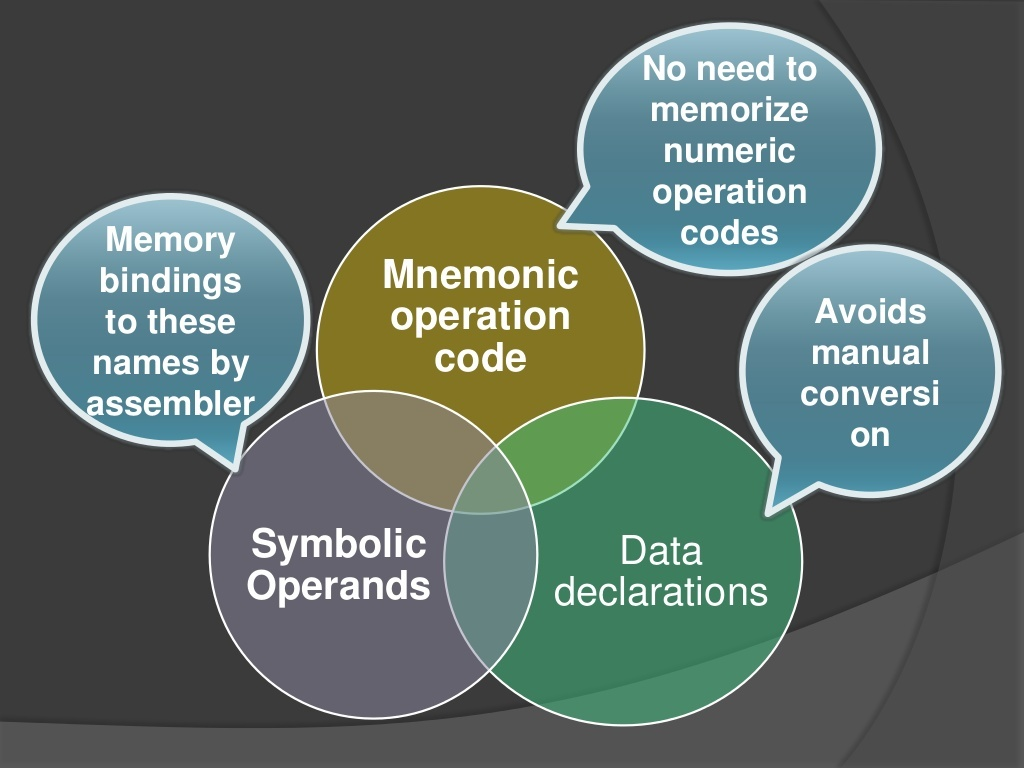 No need to
memorize
numeric
operation
codes
Memory
bindings
to these
names by
assembler
Mnemonic
operation
code
Avoids
manual
conversi
on
Symbolic
Operands
Data
declarations